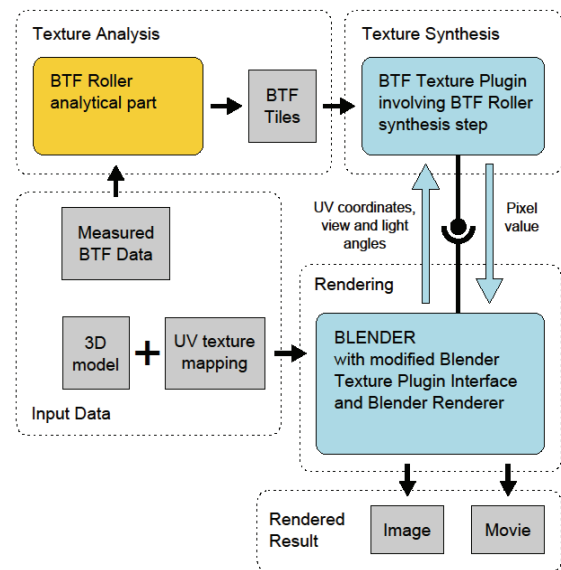 Texture Analysis
BTF Roller
analytical part
BTF
Tiles
Texture Synthesis
BTF Texture Plugin
involving BTF Roller
synthesis step
UV coordinates,
view and light
angles
Pixel
value
Measured
BTF Data
3D
model
+
UV texture
mapping
Input Data
Rendering
BLENDER
with modified Blender
Texture Plugin Interface
and Blender Renderer
Rendered
Result
Image
Movie